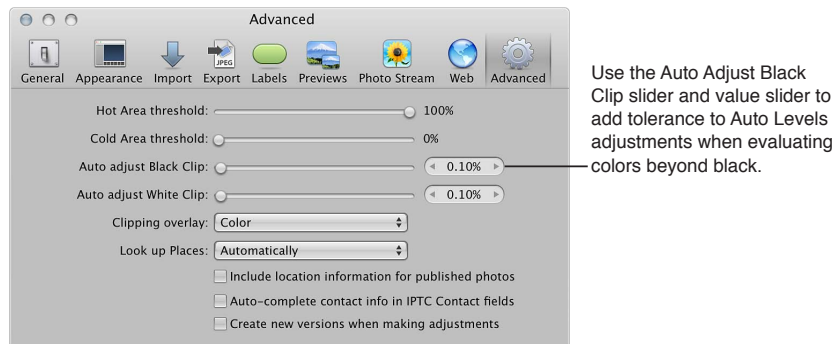 Advanced
JPEG
General Appearance Import Export Labels Previews Photo Stream Web Advanced
Hot Area threshold: 100%
Cold Area threshold: 0%
Auto adjust Black Clip: 0.10%
Auto adjust White Clip: 0.10%
Clipping overlay: Color
Look up Places: Automatically
Include location information for published photos
Auto-complete contact info in IPTC Contact fields
Create new versions when making adjustments
Use the Auto Adjust Black
Clip slider and value slider to
add tolerance to Auto Levels
adjustments when evaluating
colors beyond black.